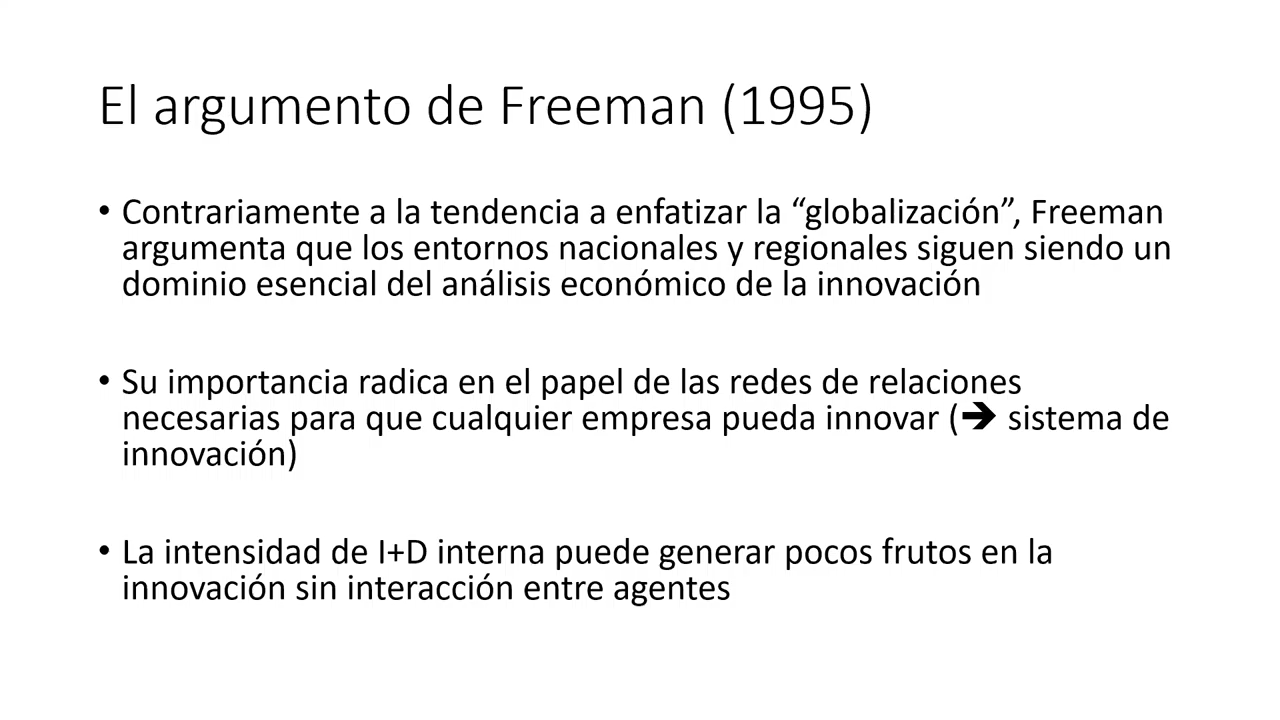 El argumento de Freeman (1995)
• Contrariamente a la tendencia a enfatizar la “globalización”, Freeman
argumenta que los entornos nacionales y regionales siguen siendo un
dominio esencial del análisis económico de la innovación
• Su importancia radica en el papel de las redes de relaciones
necesarias para que cualquier empresa pueda innovar (➔ sistema de
innovación)
• La intensidad de I+D interna puede generar pocos frutos en la
innovación sin interacción entre agentes